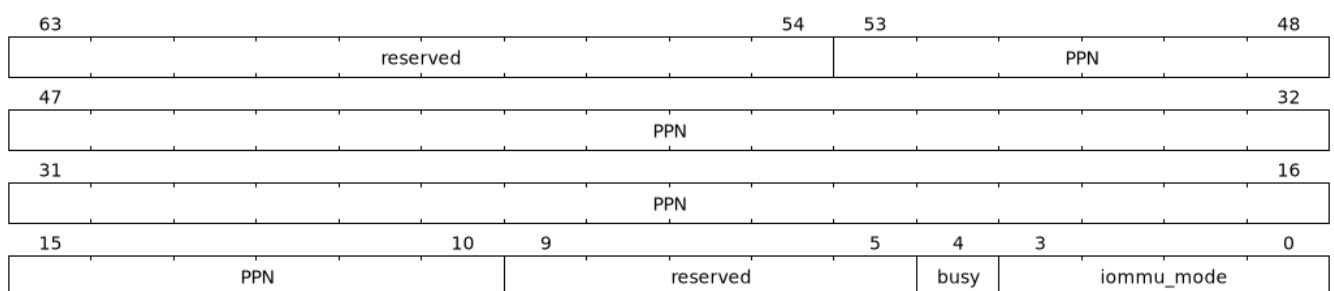 63 54 53 48
reserved PPN
47 32
PPN
31 16
PPN
15 10 9 5 4 3 0
PPN reserved busy iommu_mode